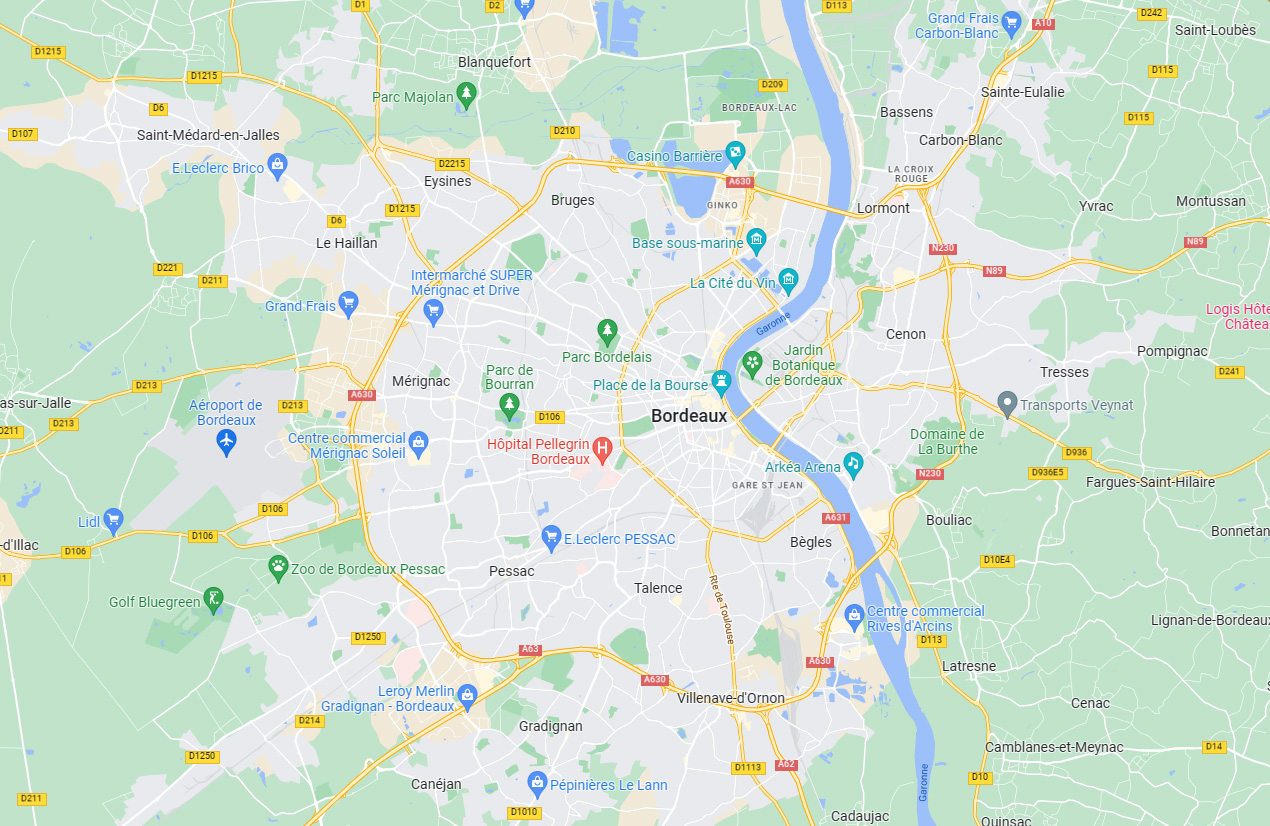 D1
D2
D113
D242
Grand Frais
Carbon-Blanc
A10
Saint-Loubès
D1215
Blanquefort
D1215
D115
D209
Sainte-Eulalie
Parc Majolan
BORDEAUX-LAC
D6
Bassens
D115
D107
Saint-Médard-en-Jalles
D210
Carbon-Blanc
E.Leclerc Brico
D2215
Casino Barrière
LA CROIX
ROUGE
Eysines
A630
Bruges
GINKO
Lormont
Yvrac
Montussan
D1215
D6
Le Haillan
Base sous-marine
N230
N89
D221
D211
N89
Intermarché SUPER
Mérignac et Drive
La Cité du Vin
Grand Frais
Garonne
Logis Hôte
Châtea
Cenon
Parc Bordelais
Jardin
Botanique
de Bordeaux
Pompignac
Parc de
Bourran
Tresses
D241
D213
Mérignac
Place de la Bourse
A630
as-sur-Jalle
Aéroport de
Bordeaux
D213
D106
Bordeaux
Transports Veynat
D213
D211
Centre commercial
Mérignac Soleil
Hôpital Pellegrin
Bordeaux
Domaine de
La Burthe
D936
Arkéa Arena
N230
D936E5
GARE ST JEAN
Fargues-Saint-Hilaire
D106
Lidl
A631
Bouliac
Bonnetan
D106
-d'Illac
D106
E.Leclerc PESSAC
Bègles
D10E4
Zoo de Bordeaux Pessac
Pessac
Talence
Golf Bluegreen
Rte de Toulouse
Centre commercial
Rives d'Arcins
Lignan-de-Bordeaux
D1250
D113
A63
A630
Latresne
A630
Leroy Merlin
Gradignan - Bordeaux
Villenave-d'Ornon
Cenac
D214
Gradignan
Camblanes-et-Meynac
D14
D1250
A62
D1113
Canéjan
Pépinières Le Lann
D10
Garonne
D211
D1010
Cadaujac
Quinsac